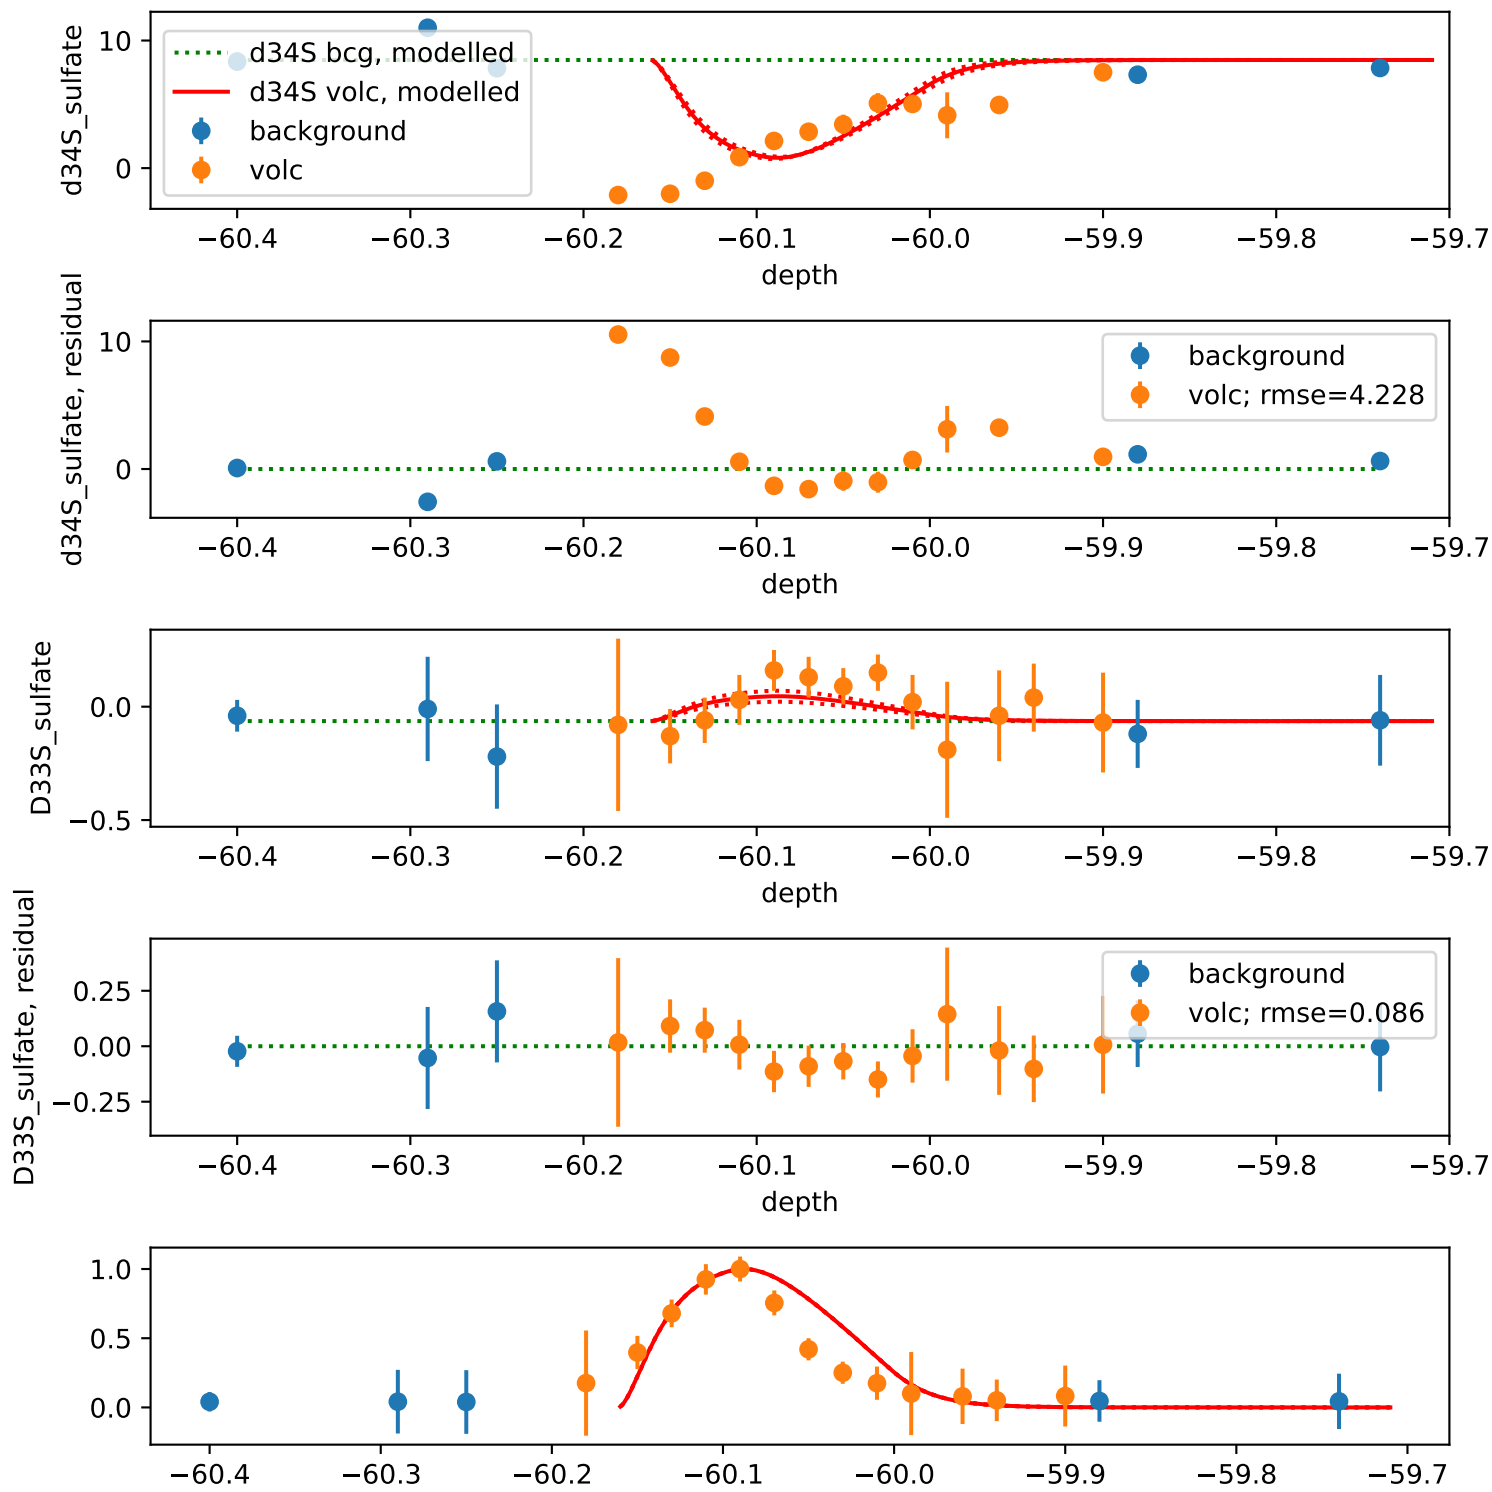 10
0
d34S_sulfate
d34S bcg, modelled
d34S volc, modelled
background
volc
−60.4 −60.3 −60.2 −60.1 −60.0 −59.9 −59.8 −59.7
depth
10
0
d34S_sulfate, residual
background
volc; rmse=4.228
−60.4 −60.3 −60.2 −60.1 −60.0 −59.9 −59.8 −59.7
depth
0.0
−0.5
D33S_sulfate
−60.4 −60.3 −60.2 −60.1 −60.0 −59.9 −59.8 −59.7
depth
0.25
0.00
−0.25
D33S_sulfate, residual
background
volc; rmse=0.086
−60.4 −60.3 −60.2 −60.1 −60.0 −59.9 −59.8 −59.7
depth
1.0
0.5
0.0
−60.4 −60.3 −60.2 −60.1 −60.0 −59.9 −59.8 −59.7